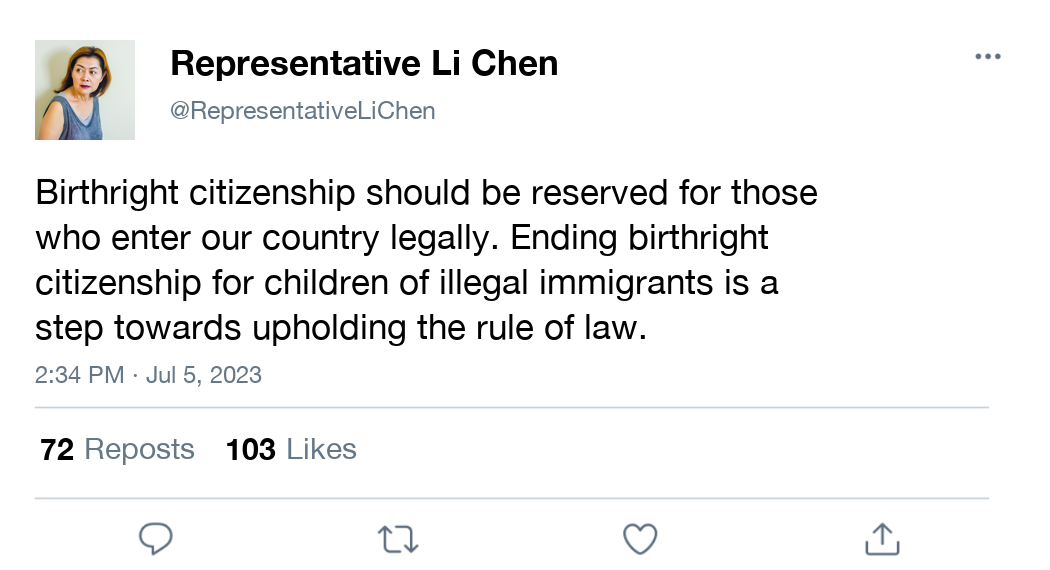 Representative Li Chen
@RepresentativeLiChen
Birthright citizenship should be reserved for those
who enter our country legally. Ending birthright
citizenship for children of illegal immigrants is a
step towards upholding the rule of law.
2:34 PM · Jul 5, 2023
72 Reposts 103 Likes